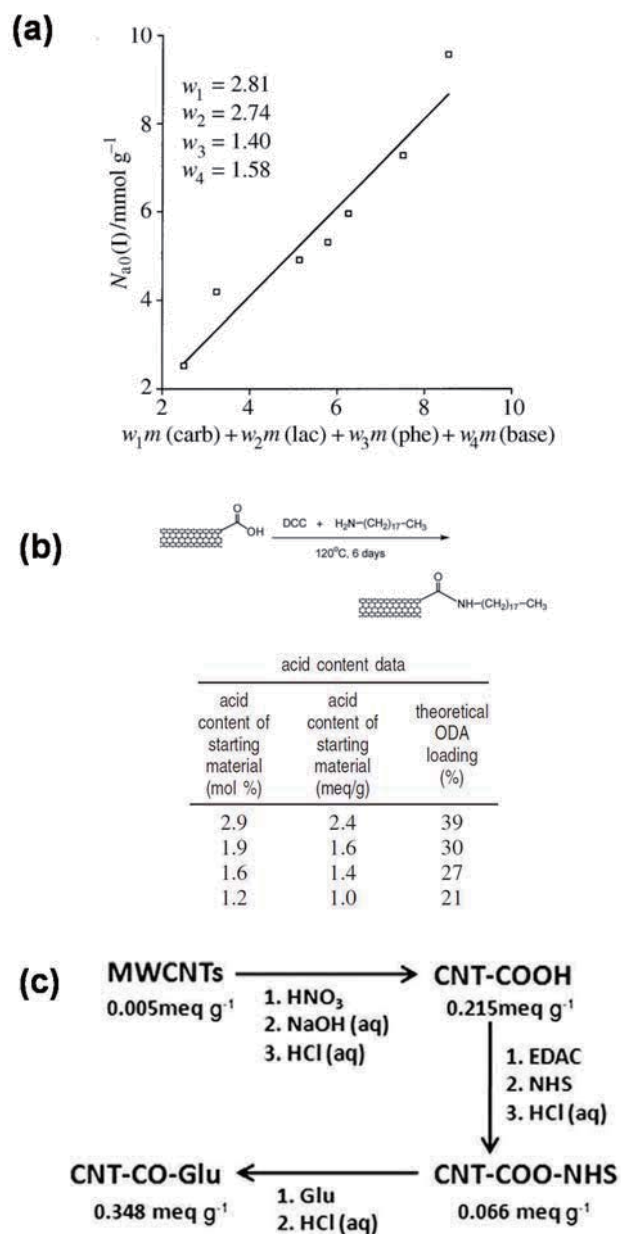 (a)
10
8
6
4
2
N_a0(I)/mmol g⁻¹
w₁ = 2.81
w₂ = 2.74
w₃ = 1.40
w₄ = 1.58
2 4 6 8 10
w₁m (carb) + w₂m (lac) + w₃m (phe) + w₄m (base)
(b)
O
OH
DCC + H₂N–(CH₂)₁₇–CH₃
120°C, 6 days
O
NH–(CH₂)₁₇–CH₃
acid content data
acid content of starting material (mol %)
acid content of starting material (meq/g)
theoretical ODA loading (%)
2.9 2.4 39
1.9 1.6 30
1.6 1.4 27
1.2 1.0 21
(c)
MWCNTs
0.005meq g⁻¹
1. HNO₃
2. NaOH (aq)
3. HCl (aq)
CNT-COOH
0.215meq g⁻¹
1. EDAC
2. NHS
3. HCl (aq)
CNT-CO-Glu
0.348 meq g⁻¹
1. Glu
2. HCl (aq)
CNT-COO-NHS
0.066 meq g⁻¹